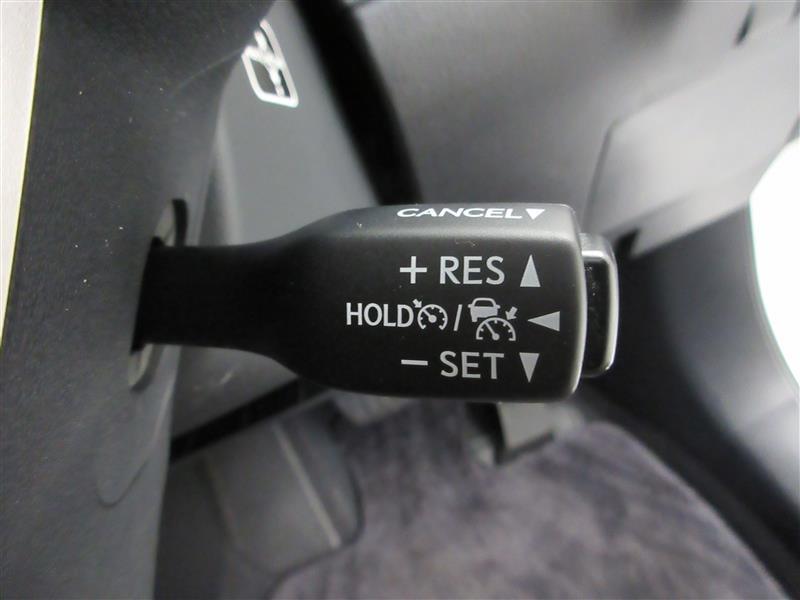 CANCEL▼
+ RES ▲
HOLD / ◀
− SET ▼